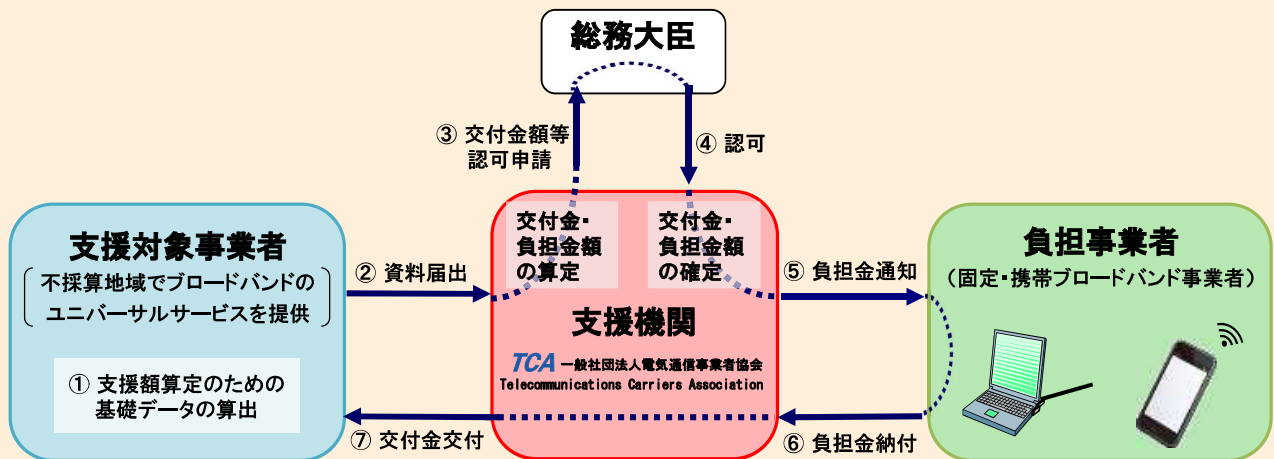 総務大臣
③ 交付金額等
認可申請
④ 認可
支援対象事業者
不採算地域でブロードバンドの
ユニバーサルサービスを提供
① 支援額算定のための
基礎データの算出
② 資料届出
交付金・
負担金額
の算定
交付金・
負担金額
の確定
支援機関
TCA 一般社団法人電気通信事業者協会
Telecommunications Carriers Association
⑤ 負担金通知
負担事業者
（固定・携帯ブロードバンド事業者）
⑥ 負担金納付
⑦ 交付金交付